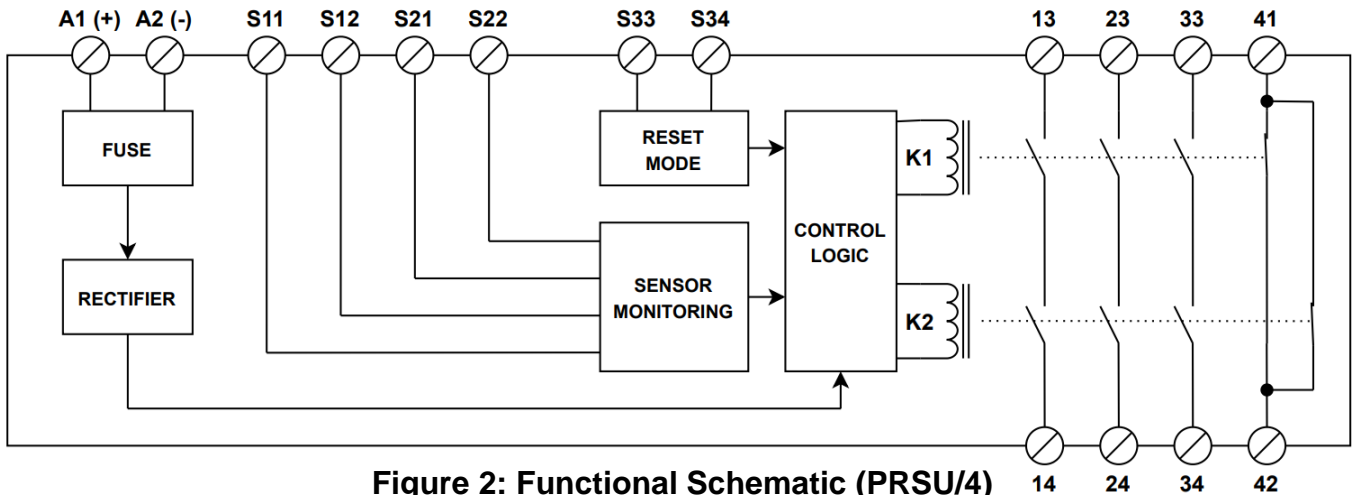 A1 (+) A2 (-) S11 S12 S21 S22 S33 S34 13 23 33 41
FUSE
RESET
MODE
K1
CONTROL
LOGIC
RECTIFIER
SENSOR
MONITORING
K2
Figure 2: Functional Schematic (PRSU/4)
14 24 34 42